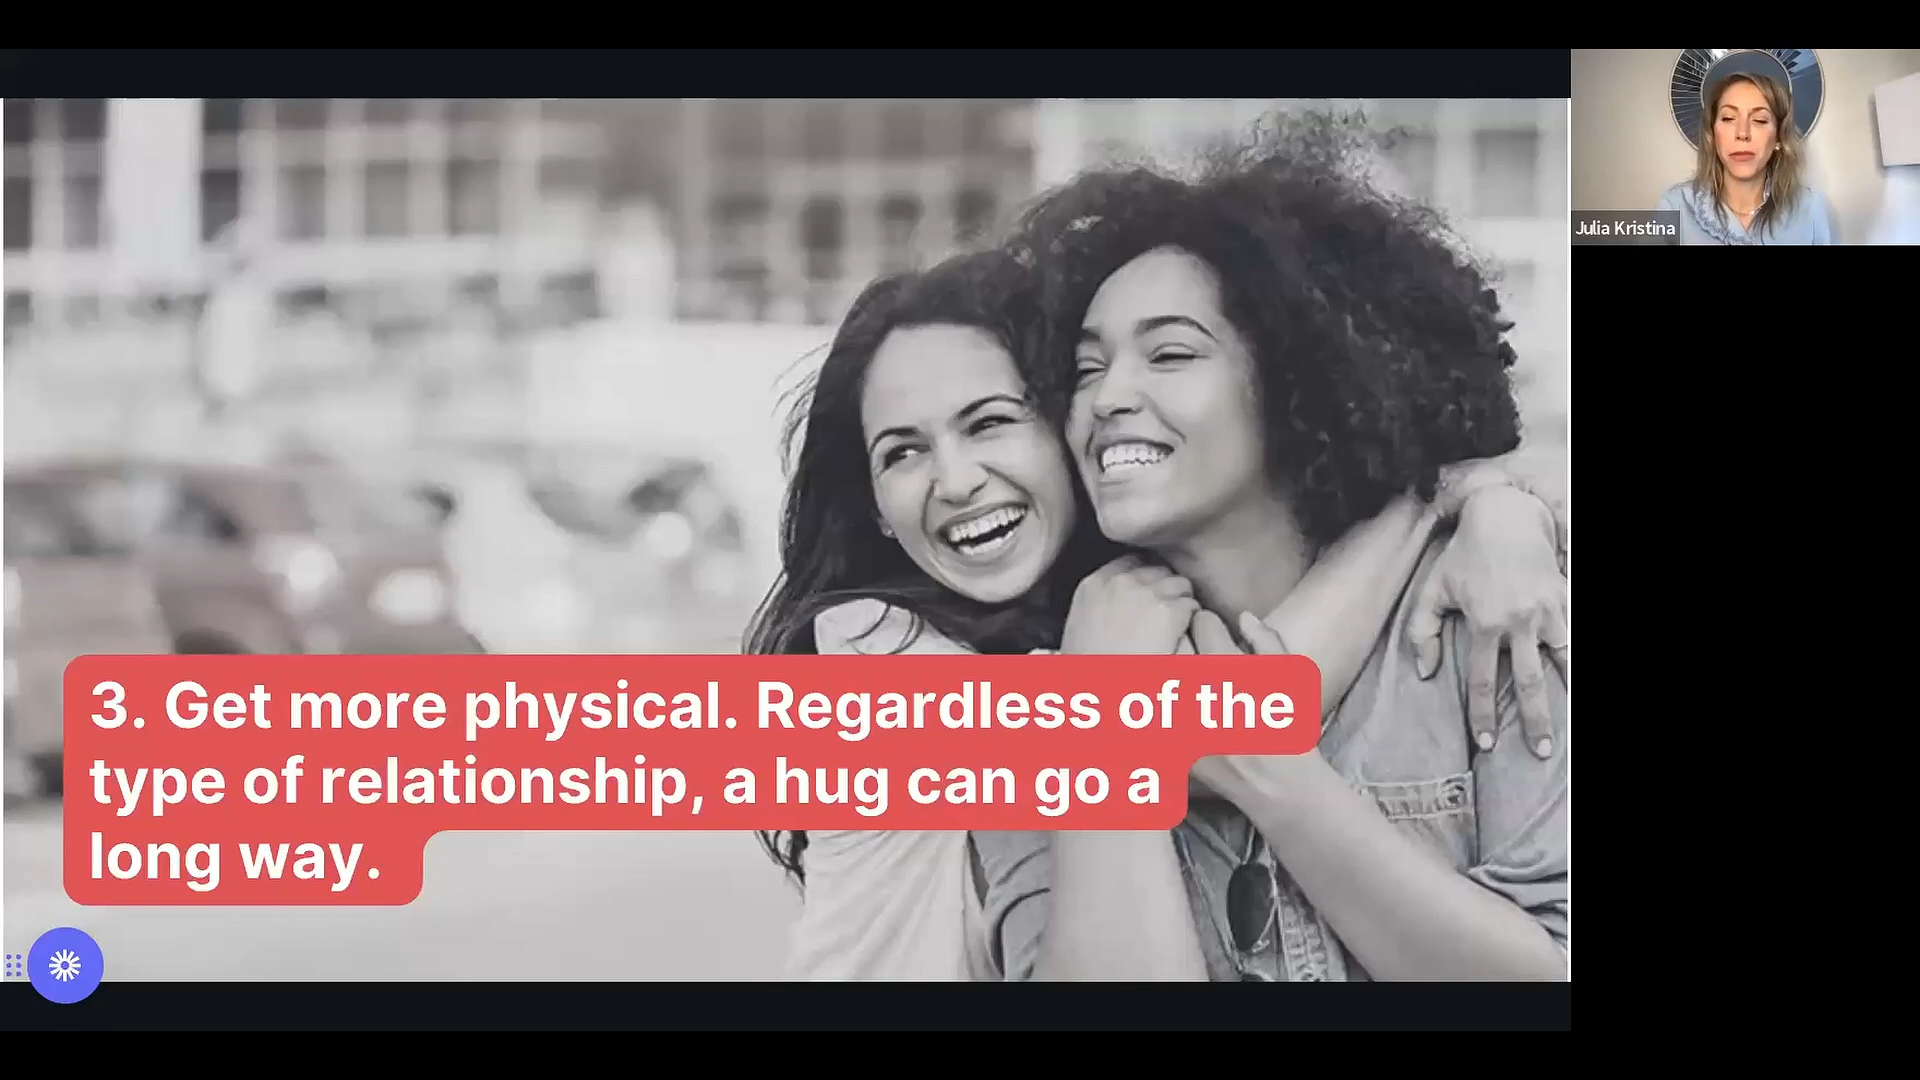 Julia Kristina
3. Get more physical. Regardless of the
type of relationship, a hug can go a
long way.